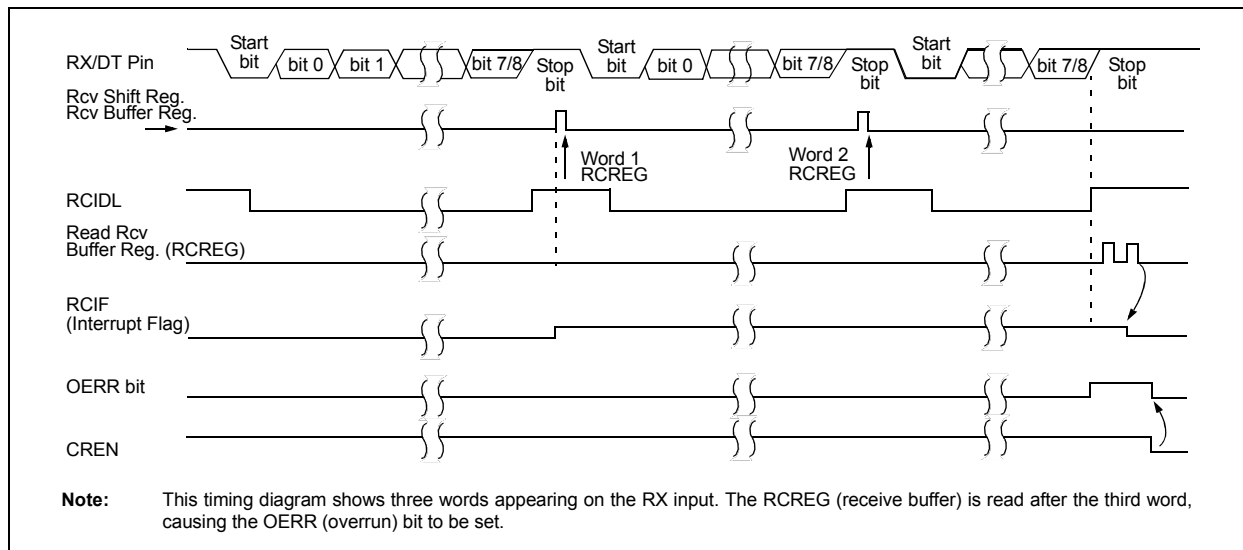 RX/DT Pin
Start
bit
bit 0
bit 1
bit 7/8
Stop
bit
Start
bit
bit 0
bit 7/8
Stop
bit
Start
bit
bit 7/8
Stop
bit
Rcv Shift Reg.
Rcv Buffer Reg.
Word 1
RCREG
Word 2
RCREG
RCIDL
Read Rcv
Buffer Reg. (RCREG)
RCIF
(Interrupt Flag)
OERR bit
CREN
Note: This timing diagram shows three words appearing on the RX input. The RCREG (receive buffer) is read after the third word,
causing the OERR (overrun) bit to be set.